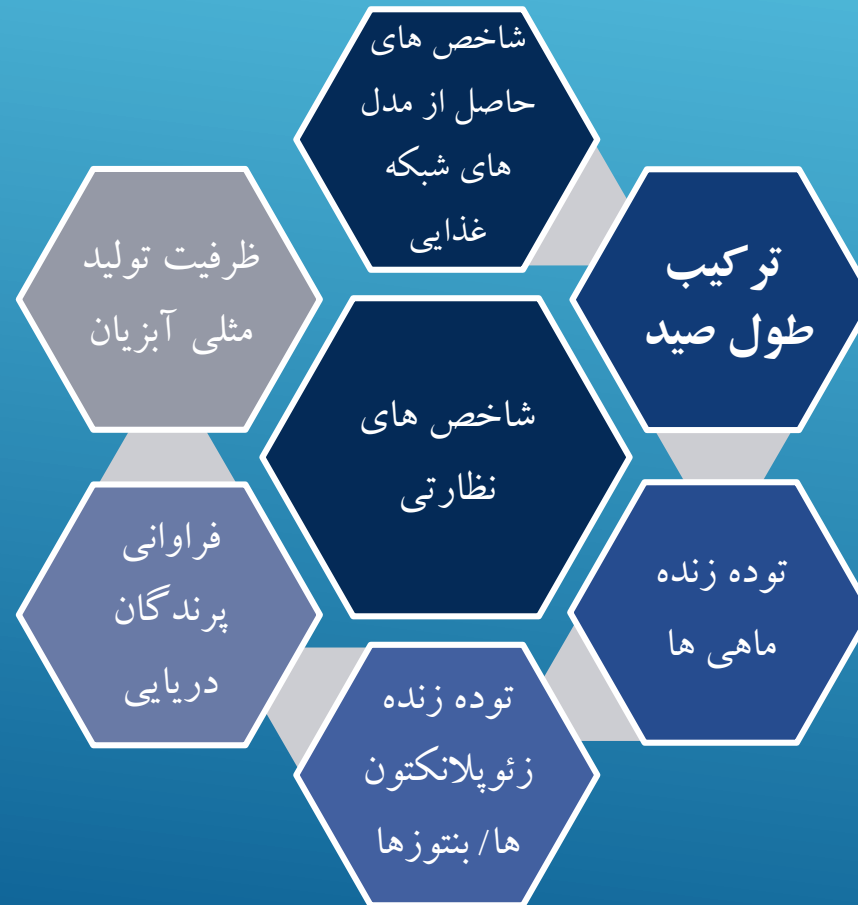 شاخص های
حاصل از مدل
های شبکه
غذایی
ترکیب
طول صید
توده زنده
ماهی ها
توده زنده
زئوپلانکتون
ها/ بنتوزها
فراوانی
پرندگان
دریایی
ظرفیت تولید
مثلی آبزیان
شاخص های
نظارتی